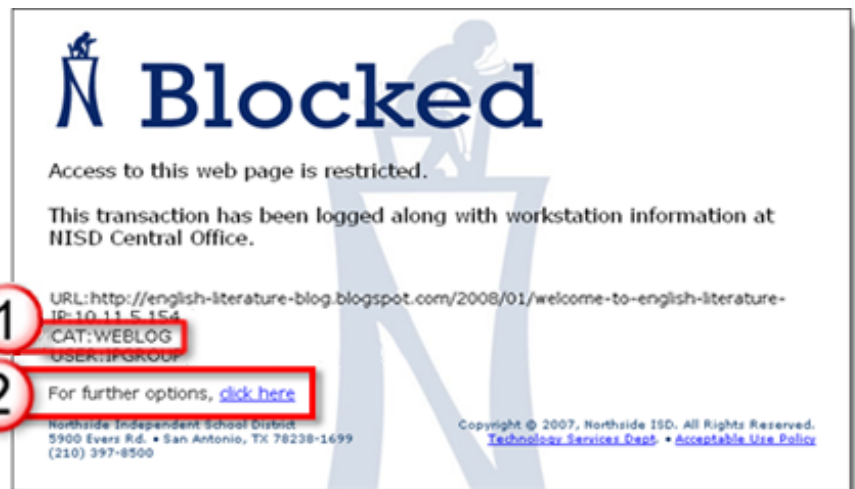 N Blocked
Access to this web page is restricted.
This transaction has been logged along with workstation information at
NISD Central Office.
URL:http://english-literature-blog.blogspot.com/2008/01/welcome-to-english-literature-
1
IP:10.11.5.154
CAT:WEBLOG
USER:IPGROUP
2
For further options, click here
Northside Independent School District
5900 Evers Rd. • San Antonio, TX 78238-1699
(210) 397-8500
Copyright © 2007, Northside ISD. All Rights Reserved.
Technology Services Dept. • Acceptable Use Policy